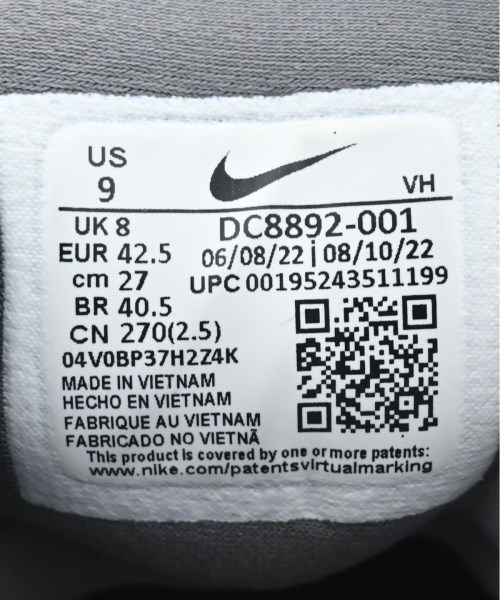 US
9
VH
UK 8
DC8892-001
EUR 42.5
06/08/22 | 08/10/22
cm 27
UPC 00195243511199
BR 40.5
CN 270(2.5)
04V0BP37H2Z4K
MADE IN VIETNAM
HECHO EN VIETNAM
FABRIQUE AU VIETNAM
FABRICADO NO VIETNÃ
This product is covered by one or more patents:
www.nike.com/patentsvirtualmarking